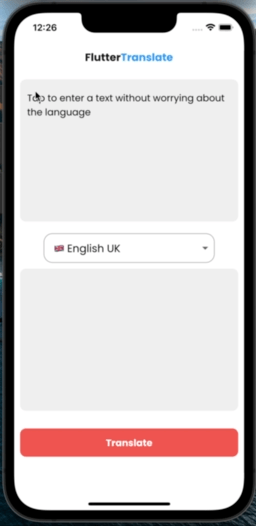 12:26
FlutterTranslate
Tap to enter a text without worrying about
the language
English UK
Translate